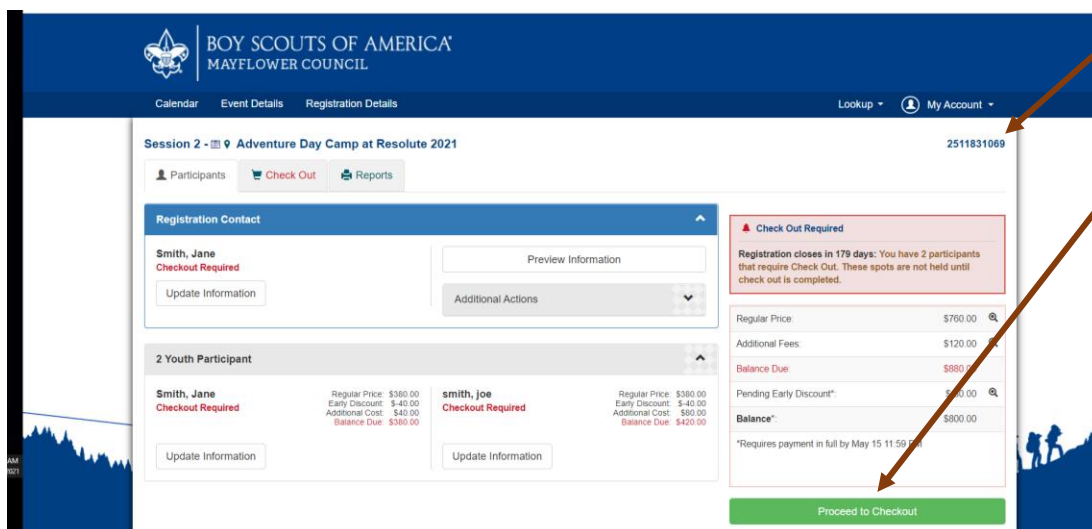 BOY SCOUTS OF AMERICA
MAYFLOWER COUNCIL
Calendar Event Details Registration Details Lookup My Account
Session 2 - Adventure Day Camp at Resolute 2021 2511831069
Participants Check Out Reports
Registration Contact
Smith, Jane
Checkout Required
Update Information
Preview Information
Additional Actions
2 Youth Participant
Smith, Jane
Checkout Required
Regular Price: $380.00
Early Discount: $-40.00
Additional Cost: $40.00
Balance Due: $380.00
Update Information
smith, joe
Checkout Required
Regular Price: $380.00
Early Discount: $-40.00
Additional Cost: $80.00
Balance Due: $420.00
Update Information
Check Out Required
Registration closes in 179 days: You have 2 participants
that require Check Out. These spots are not held until
check out is completed.
Regular Price: $760.00
Additional Fees: $120.00
Balance Due: $880.00
Pending Early Discount*:
Balance*: $800.00
*Requires payment in full by May 15 11:59
Proceed to Checkout
AM
2021